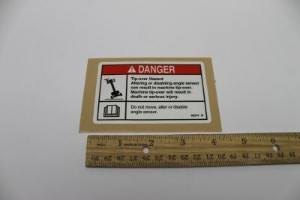 DANGER
Tip-over Hazard
Altering or disabling angle sensor
can result in machine tip-over.
Machine tip-over will result in
death or serious injury.
Do not move, alter or disable
angle sensor.